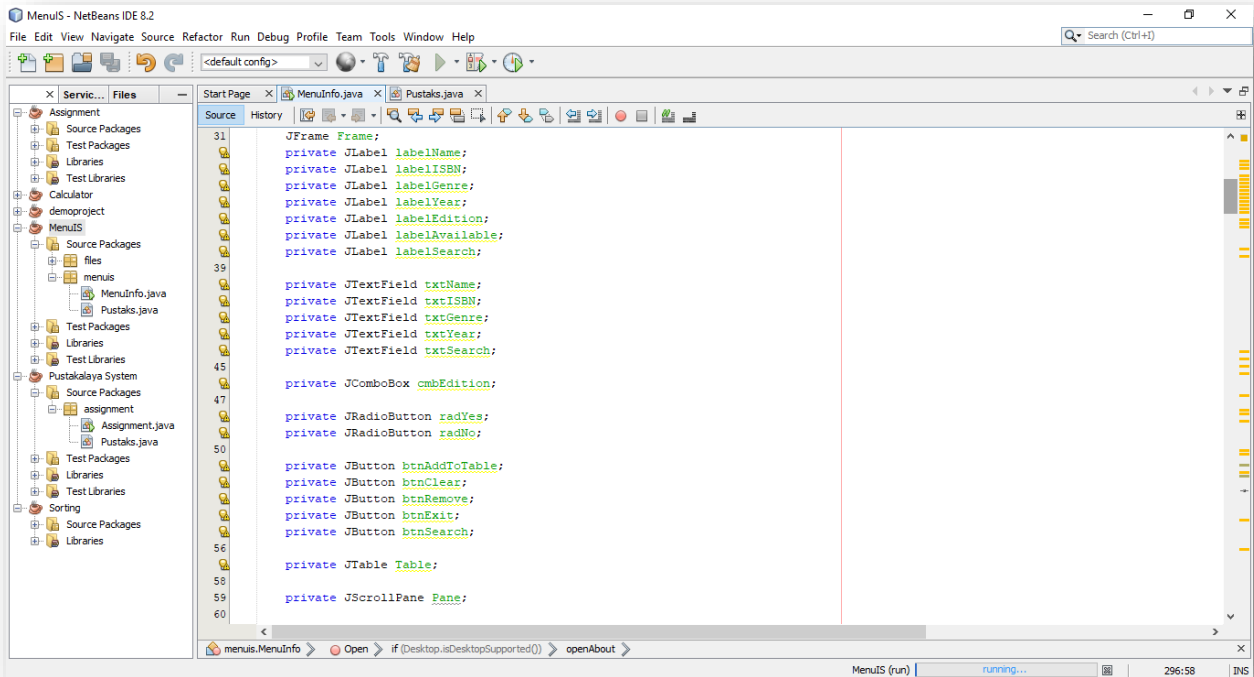 MenuIS - NetBeans IDE 8.2
File Edit View Navigate Source Refactor Run Debug Profile Team Tools Window Help
Search (Ctrl+I)
<default config>
Servic... Files
Start Page MenuInfo.java Pustaks.java
Source History
Assignment
Source Packages
Test Packages
Libraries
Test Libraries
Calculator
demoproject
MenuIS
Source Packages
files
menuis
MenuInfo.java
Pustaks.java
Test Packages
Libraries
Test Libraries
Pustakalaya System
Source Packages
assignment
Assignment.java
Pustaks.java
Test Packages
Libraries
Test Libraries
Sorting
Source Packages
Libraries
31 JFrame Frame;
private JLabel labelName;
private JLabel labelISBN;
private JLabel labelGenre;
private JLabel labelYear;
private JLabel labelEdition;
private JLabel labelAvailable;
private JLabel labelSearch;
39
private JTextField txtName;
private JTextField txtISBN;
private JTextField txtGenre;
private JTextField txtYear;
private JTextField txtSearch;
45
private JComboBox cmbEdition;
47
private JRadioButton radYes;
private JRadioButton radNo;
50
private JButton btnAddToTable;
private JButton btnClear;
private JButton btnRemove;
private JButton btnExit;
private JButton btnSearch;
56
private JTable Table;
58
59 private JScrollPane Pane;
60
menuis.MenuInfo Open if (Desktop.isDesktopSupported()) openAbout
MenuIS (run) running... 296:58 INS